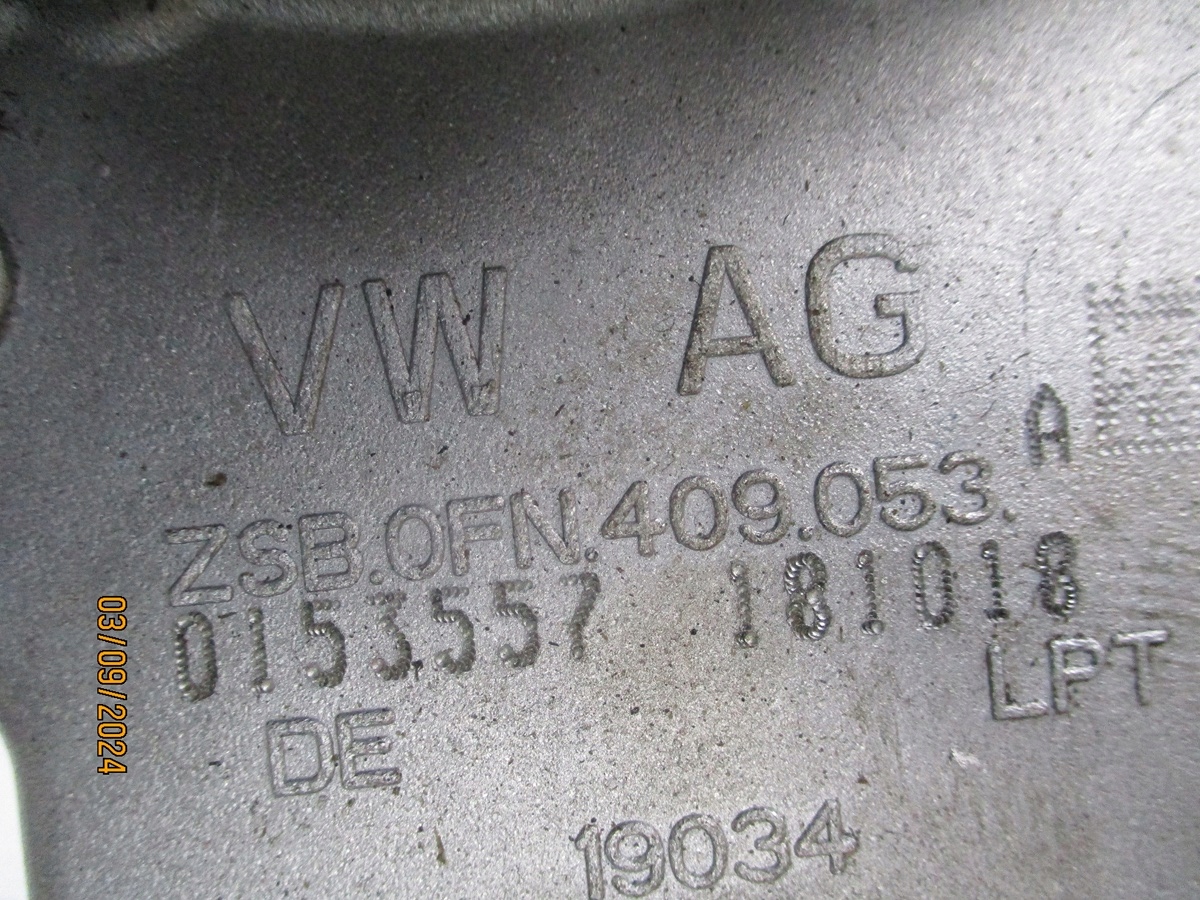 VW AG
ZSB.0FN.409.053. A
0153557 181018
LPT
DE
19034
03/09/2024